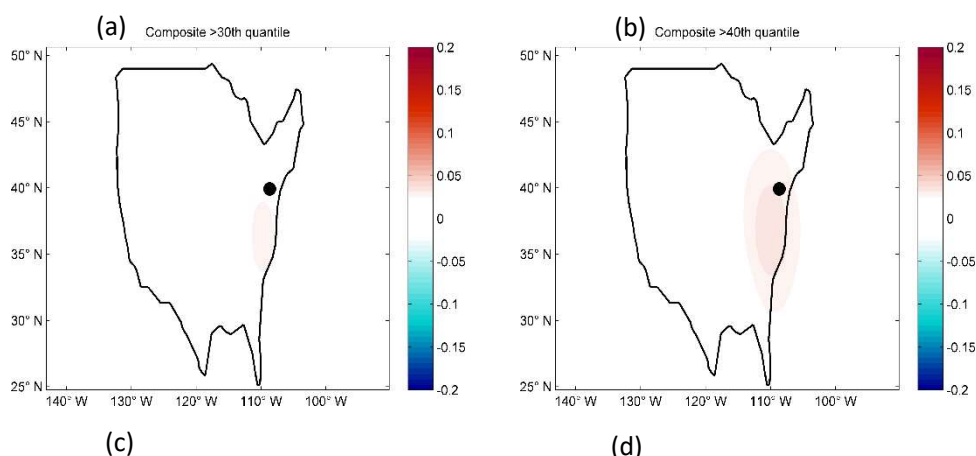 (a)
Composite >30th quantile
50° N
45° N
40° N
35° N
30° N
25° N
140° W 130° W 120° W 110° W 100° W
0.2
0.15
0.1
0.05
0
-0.05
-0.1
-0.15
-0.2
(b)
Composite >40th quantile
50° N
45° N
40° N
35° N
30° N
25° N
140° W 130° W 120° W 110° W 100° W
0.2
0.15
0.1
0.05
0
-0.05
-0.1
-0.15
-0.2
(c)
(d)